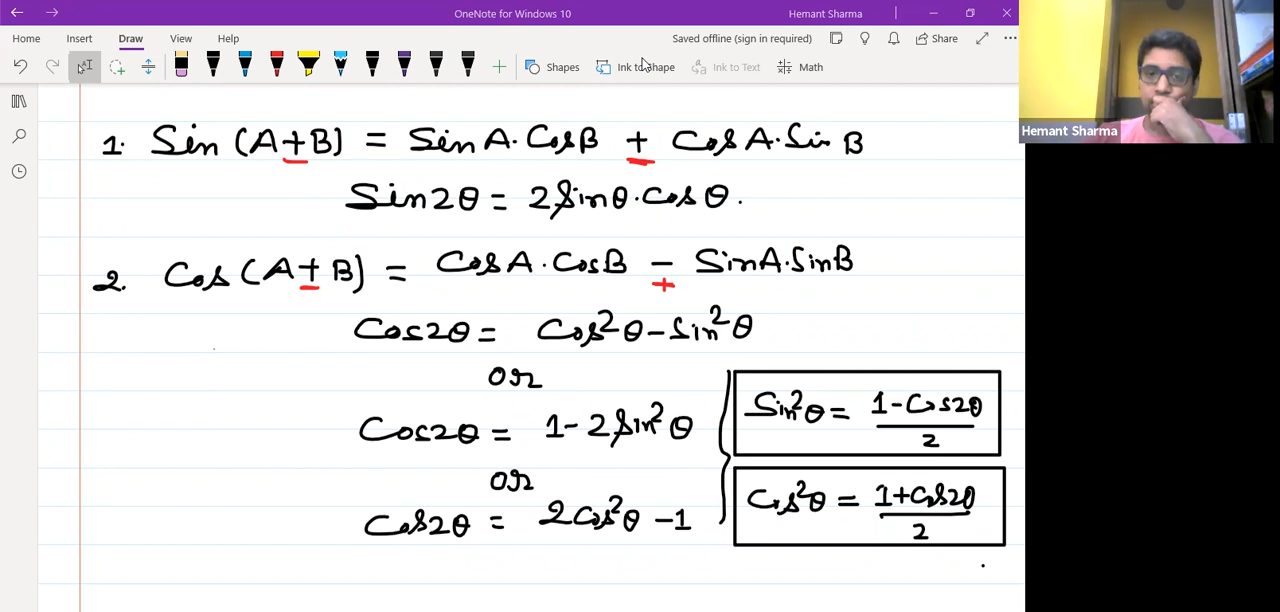 OneNote for Windows 10
Hemant Sharma
Home Insert Draw View Help
Saved offline (sign in required)
Share
Shapes
Ink to Shape
Ink to Text
Math
Hemant Sharma
1. Sin (A+B) = SinA.CosB + CosA.Sin B
Sin2θ = 2Sinθ.Cosθ.
2. Cos (A+B) = CosA.CosB − SinA.SinB
+
Cos2θ = Cos²θ−Sin²θ
or
Cos2θ = 1−2Sin²θ
or
Cos2θ = 2Cos²θ −1
Sin²θ = 1−Cos2θ
2
Cos²θ = 1+Cos2θ
2